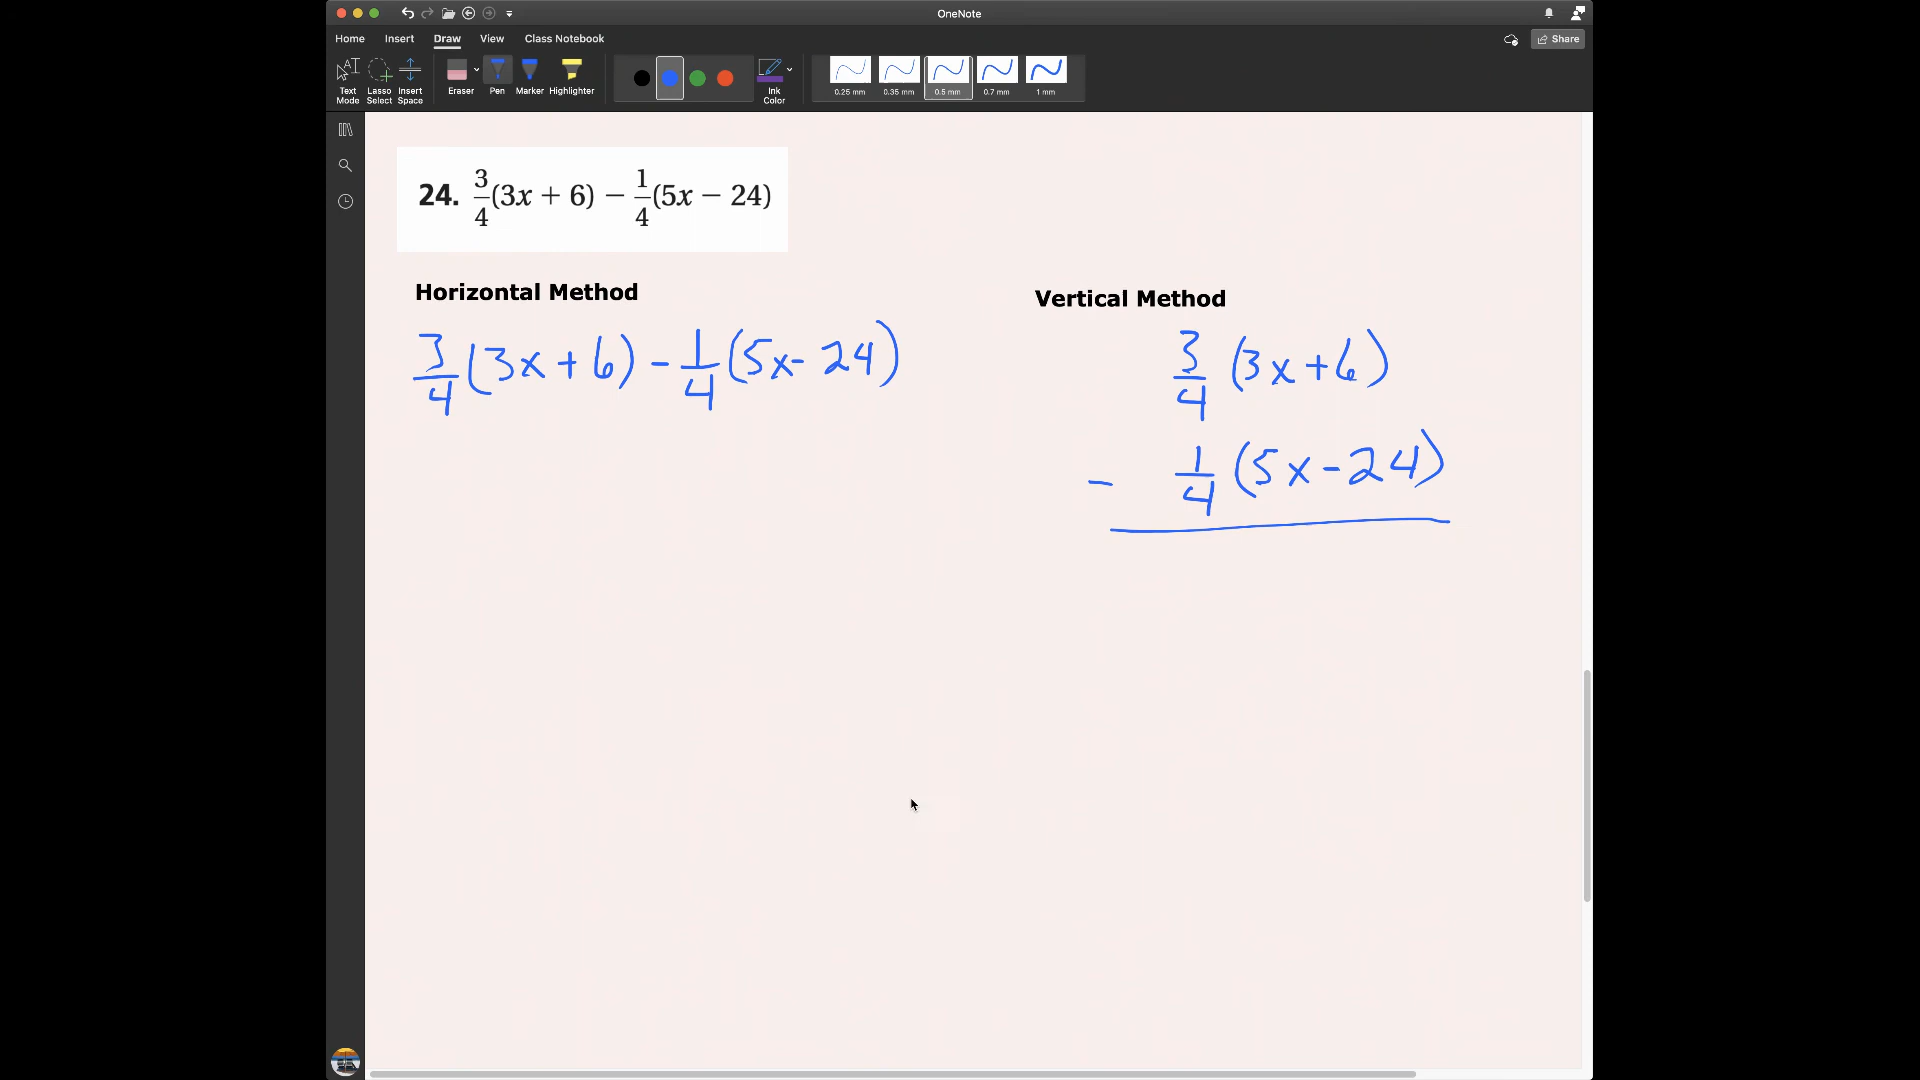 OneNote
Home Insert Draw View Class Notebook Share
Text Mode Lasso Select Insert Space Eraser Pen Marker Highlighter Ink Color 0.25 mm 0.35 mm 0.5 mm 0.7 mm 1 mm
24. 3/4(3x + 6) − 1/4(5x − 24)
Horizontal Method
Vertical Method
3/4(3x + 6) - 1/4(5x - 24)
3/4 (3x + 6)
- 1/4 (5x - 24)